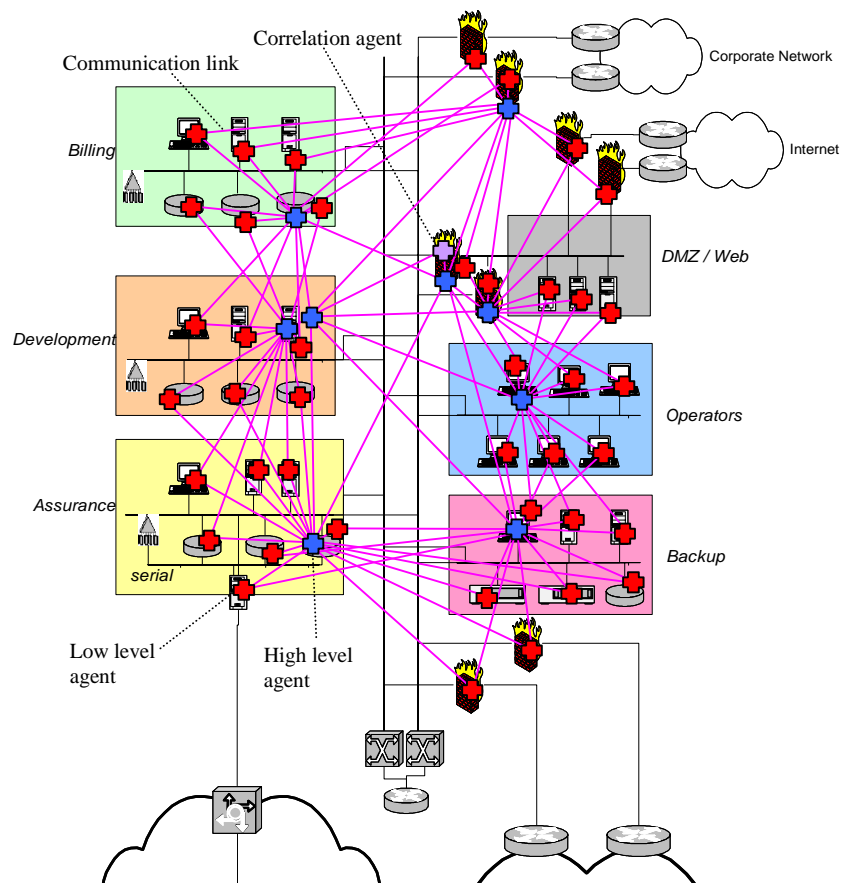 Correlation agent
Communication link
Corporate Network
Billing
Internet
DMZ / Web
Development
Operators
Assurance
Backup
serial
Low level
agent
High level
agent